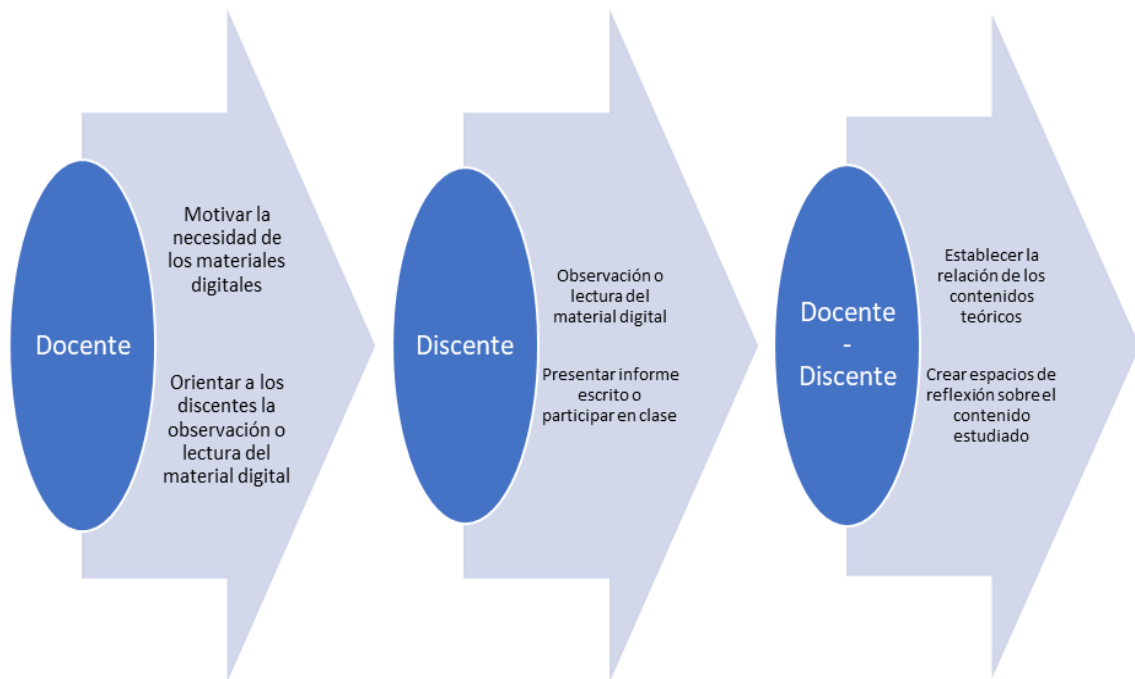 Docente
Motivar la
necesidad de
los materiales
digitales
Orientar a los
discentes la
observación o
lectura del
material digital
Discente
Observación o
lectura del
material digital
Presentar informe
escrito o
participar en clase
Docente
-
Discente
Establecer la
relación de los
contenidos
teóricos
Crear espacios de
reflexión sobre el
contenido
estudiado